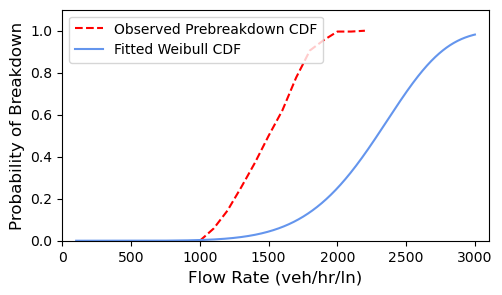 Observed Prebreakdown CDF
Fitted Weibull CDF
1.0
0.8
0.6
0.4
0.2
0.0
Probability of Breakdown
0 500 1000 1500 2000 2500 3000
Flow Rate (veh/hr/ln)